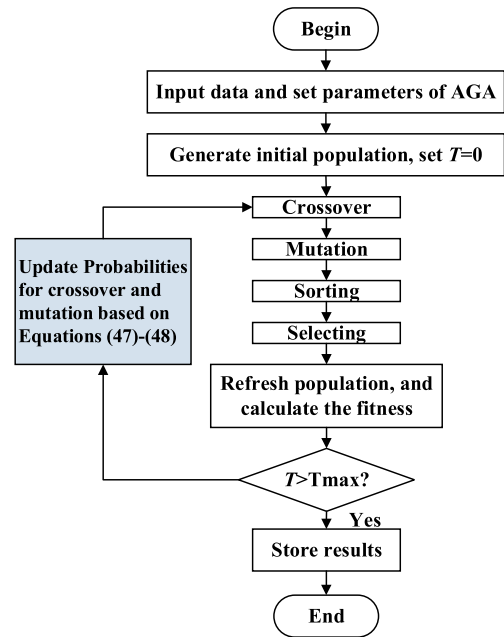 Begin
Input data and set parameters of AGA
Generate initial population, set T=0
Crossover
Mutation
Sorting
Selecting
Update Probabilities
for crossover and
mutation based on
Equations (47)-(48)
Refresh population, and
calculate the fitness
T>Tmax?
Yes
Store results
End